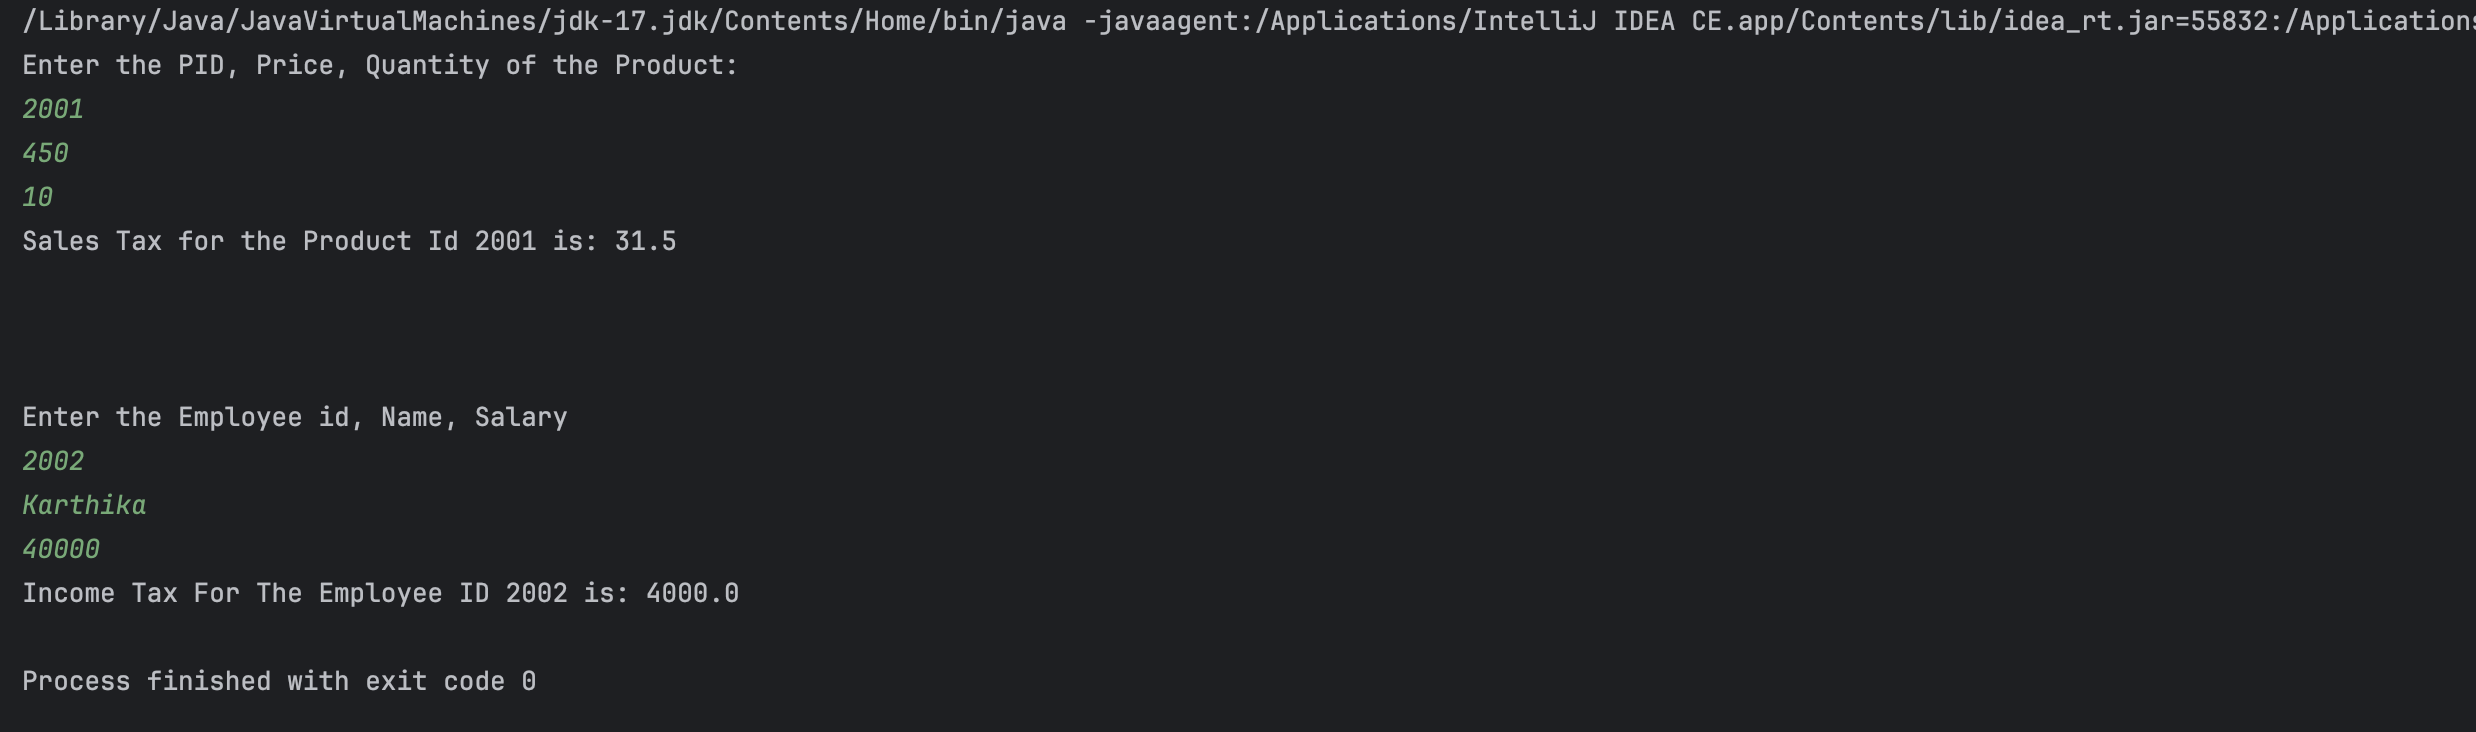 /Library/Java/JavaVirtualMachines/jdk-17.jdk/Contents/Home/bin/java -javaagent:/Applications/IntelliJ IDEA CE.app/Contents/lib/idea_rt.jar=55832:/Applications
Enter the PID, Price, Quantity of the Product:
2001
450
10
Sales Tax for the Product Id 2001 is: 31.5
Enter the Employee id, Name, Salary
2002
Karthika
40000
Income Tax For The Employee ID 2002 is: 4000.0
Process finished with exit code 0